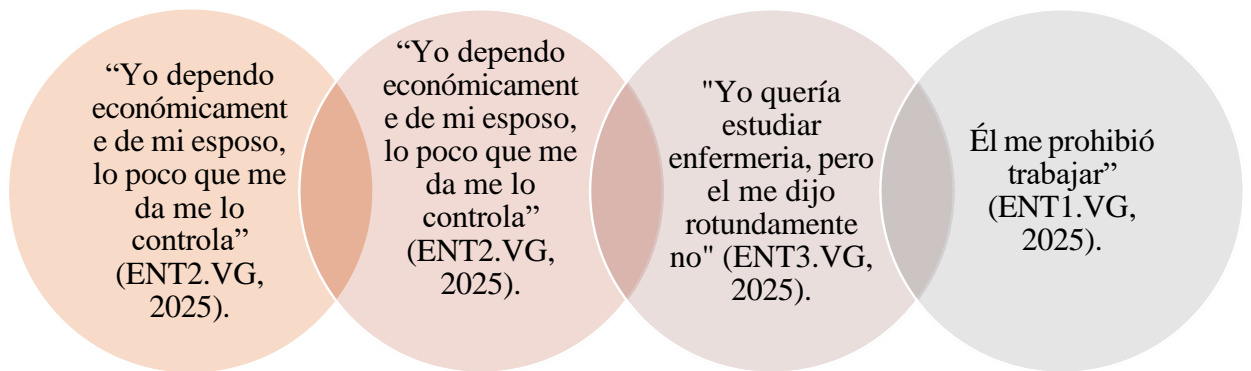 “Yo dependo
económicament
e de mi esposo,
lo poco que me
da me lo
controla”
(ENT2.VG,
2025).
“Yo dependo
económicament
e de mi esposo,
lo poco que me
da me lo
controla”
(ENT2.VG,
2025).
"Yo quería
estudiar
enfermeria, pero
el me dijo
rotundamente
no" (ENT3.VG,
2025).
Él me prohibió
trabajar”
(ENT1.VG,
2025).